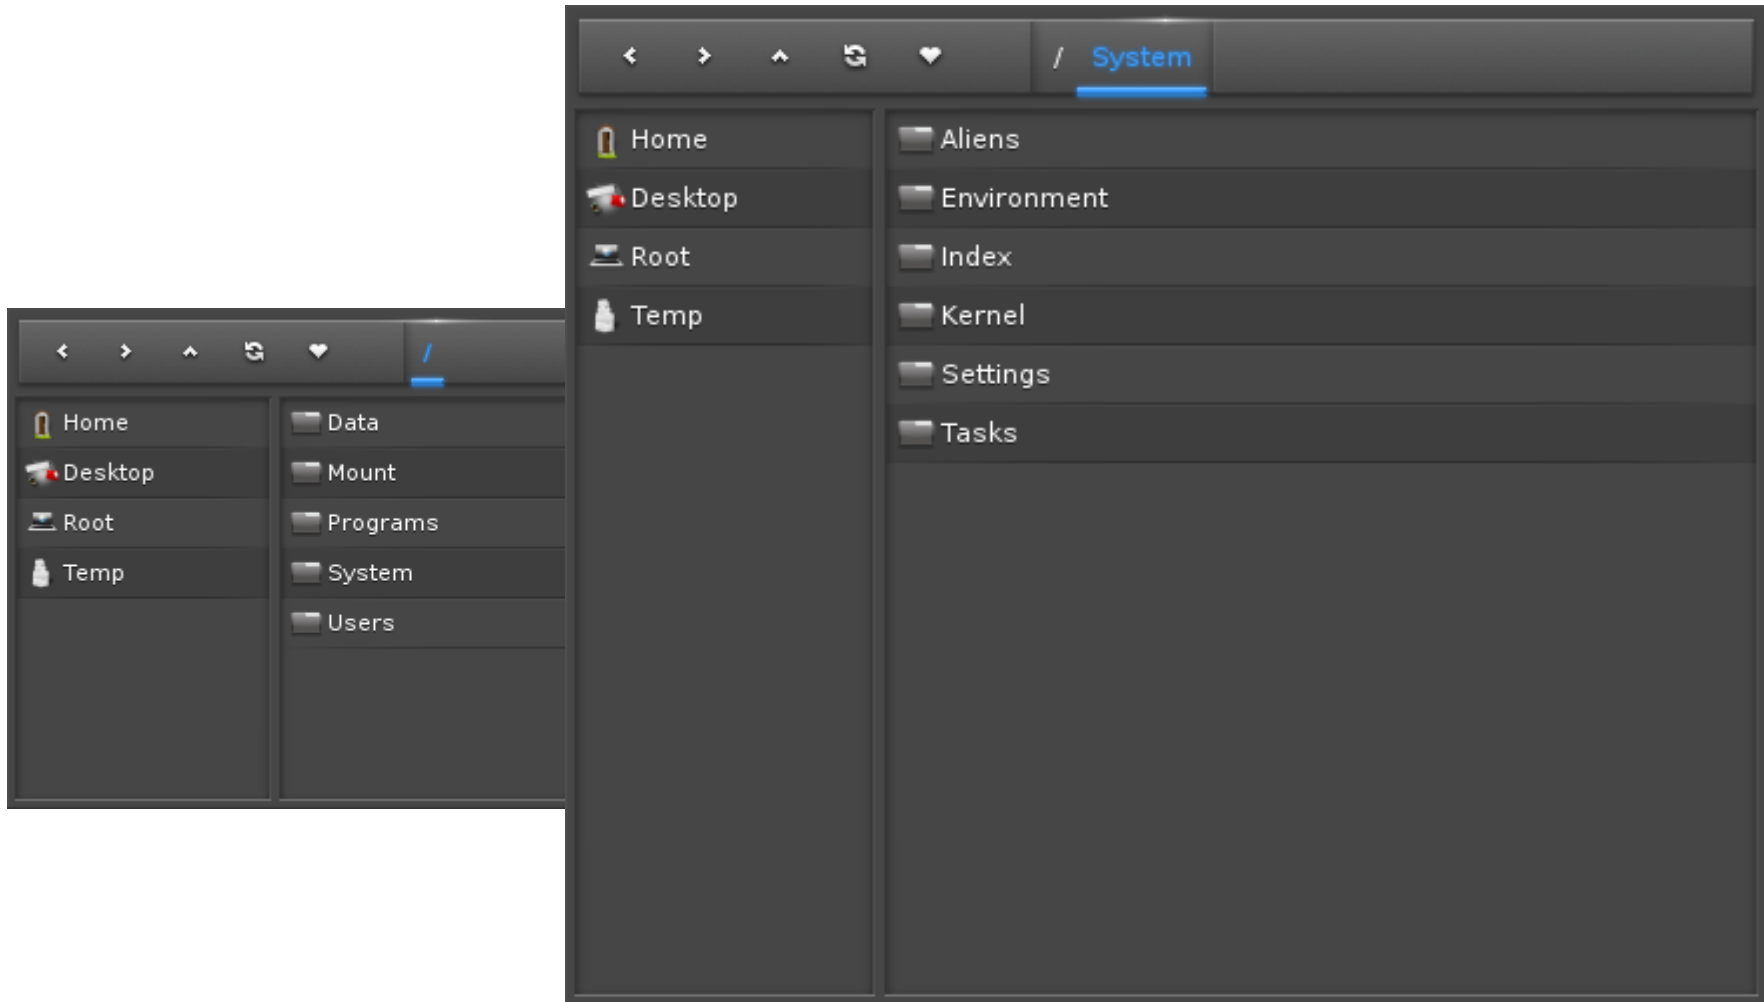 / System
Home
Desktop
Root
Temp
Aliens
Environment
Index
Kernel
Settings
Tasks
/
Home
Desktop
Root
Temp
Data
Mount
Programs
System
Users